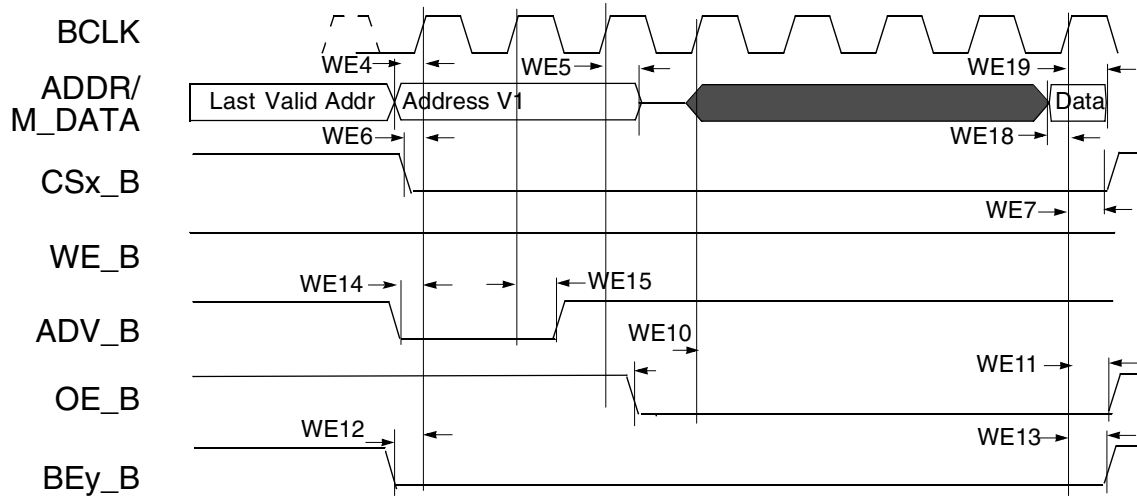 BCLK
WE4
WE5
WE19
ADDR/
M_DATA
Last Valid Addr
Address V1
Data
WE6
WE18
CSx_B
WE7
WE_B
WE14
WE15
ADV_B
WE10
WE11
OE_B
WE12
WE13
BEy_B